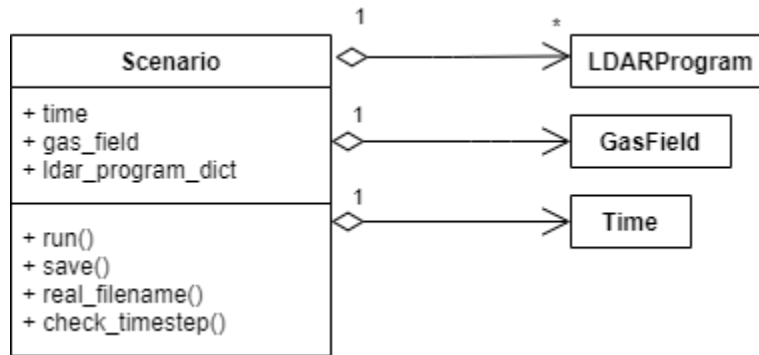 1
*
Scenario
LDARProgram
+ time
+ gas_field
+ ldar_program_dict
1
GasField
1
Time
+ run()
+ save()
+ real_filename()
+ check_timestep()